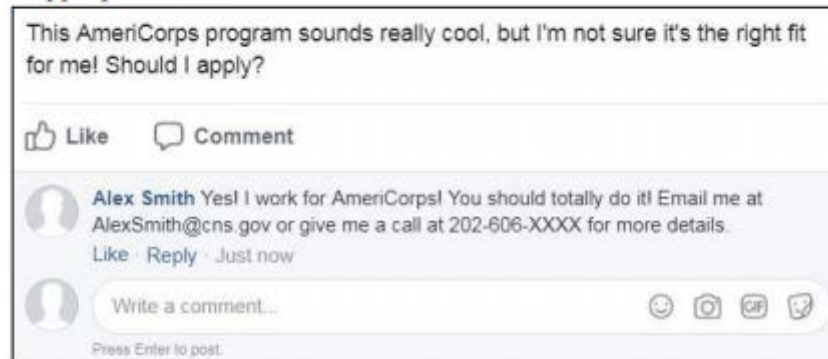 This AmeriCorps program sounds really cool, but I'm not sure it's the right fit
for me! Should I apply?
Like Comment
Alex Smith Yes! I work for AmeriCorps! You should totally do it! Email me at
AlexSmith@cns.gov or give me a call at 202-606-XXXX for more details.
Like · Reply · Just now
Write a comment...
GIF
Press Enter to post.